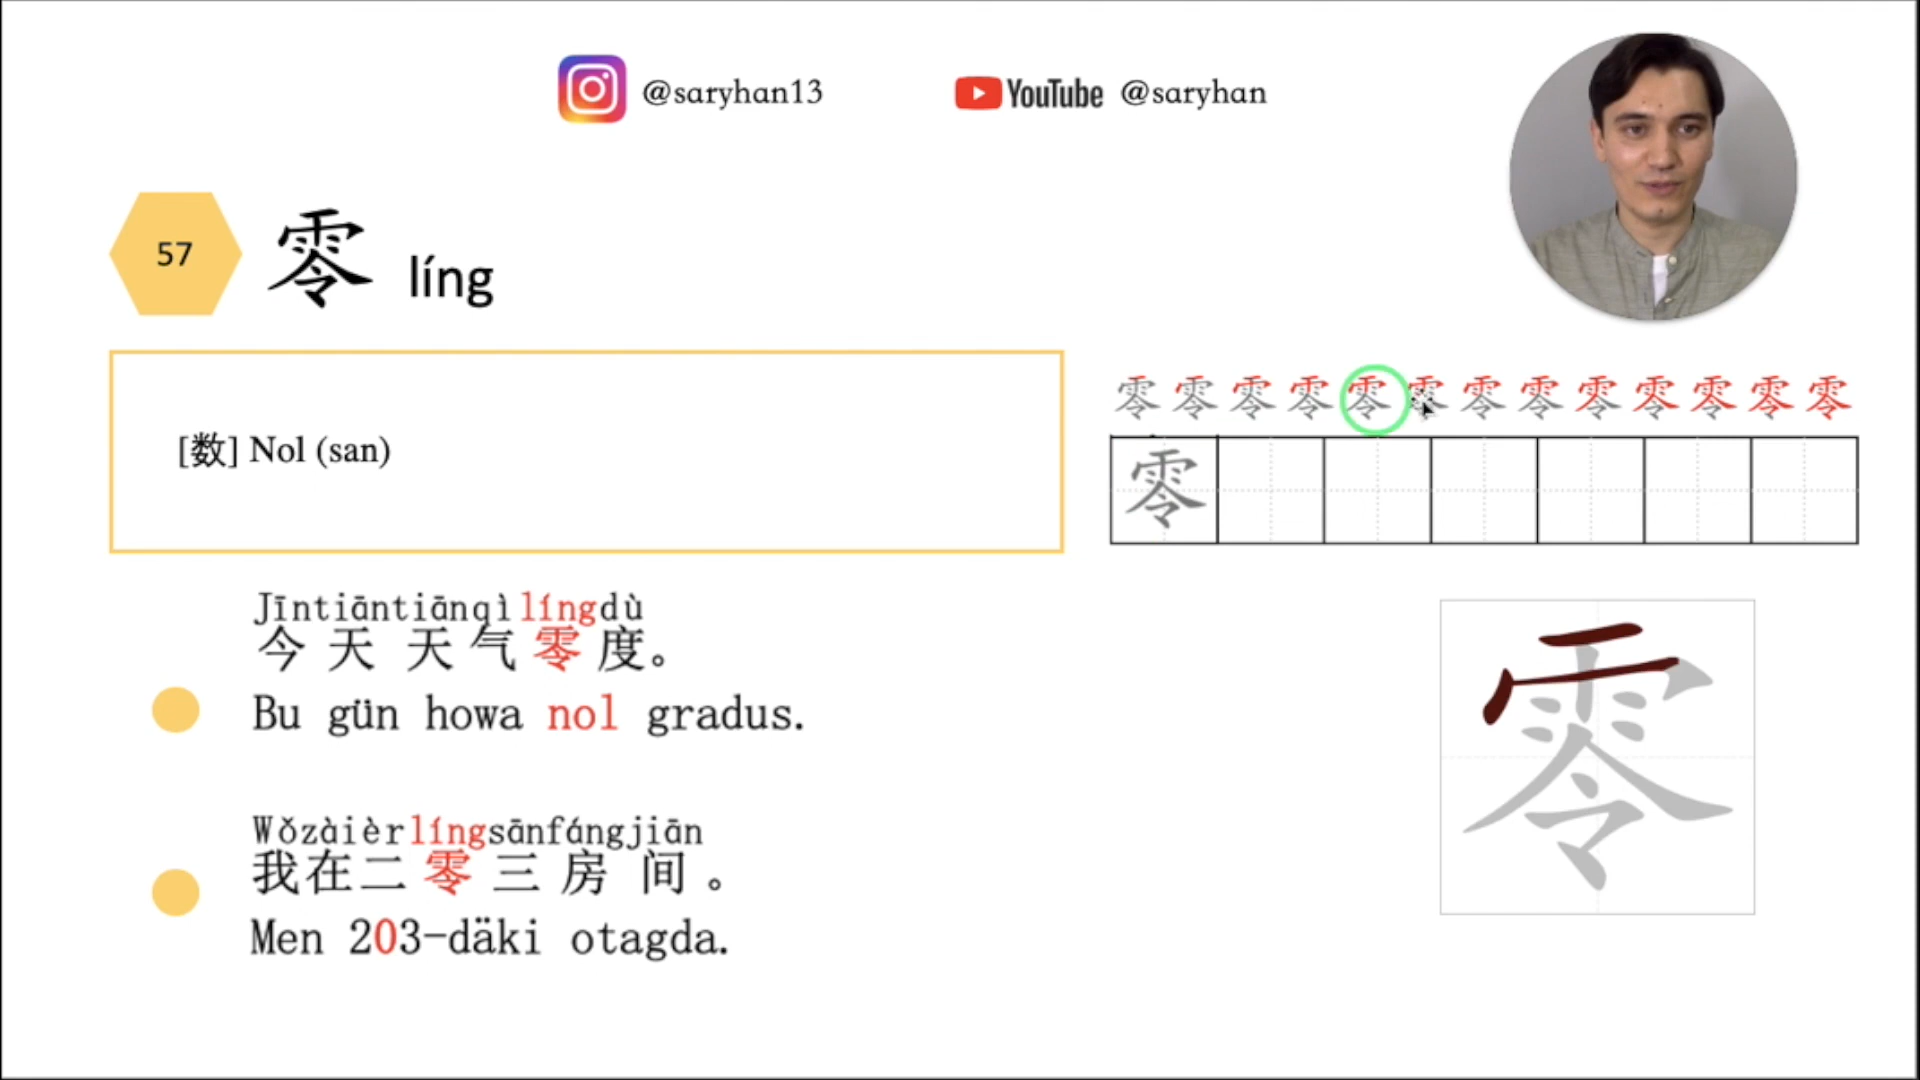 @saryhan13
YouTube @saryhan
57
零 líng
零 零 零 零 零 零 零 零 零 零 零 零 零
[数] Nol (san)
零
Jīntiāntiānqìlíngdù
今天天气零度。
Bu gün howa nol gradus.
零
Wǒzàièrlíngsānfángjiān
我在二零三房间。
Men 203-däki otagda.